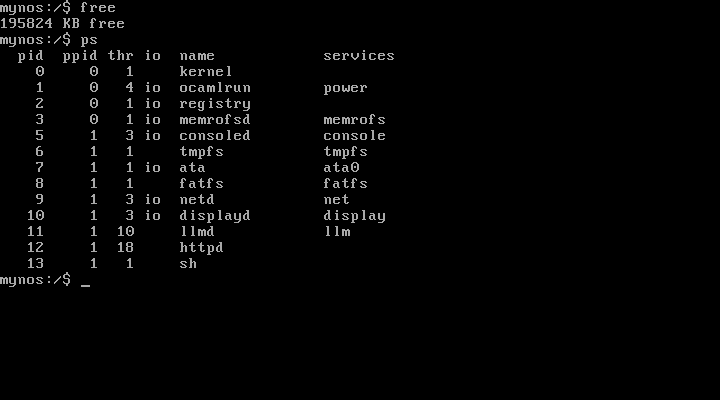 mynos:/$ free
195824 KB free
mynos:/$ ps
  pid  ppid thr io  name            services
    0     0   1     kernel
    1     0   4 io  ocamlrun        power
    2     0   1 io  registry
    3     0   1 io  memrofsd        memrofs
    5     1   3 io  consoled        console
    6     1   1     tmpfs           tmpfs
    7     1   1 io  ata             ata0
    8     1   1     fatfs           fatfs
    9     1   3 io  netd            net
   10     1   3 io  displayd        display
   11     1  10     llmd            llm
   12     1  18     httpd
   13     1   1     sh
mynos:/$ _